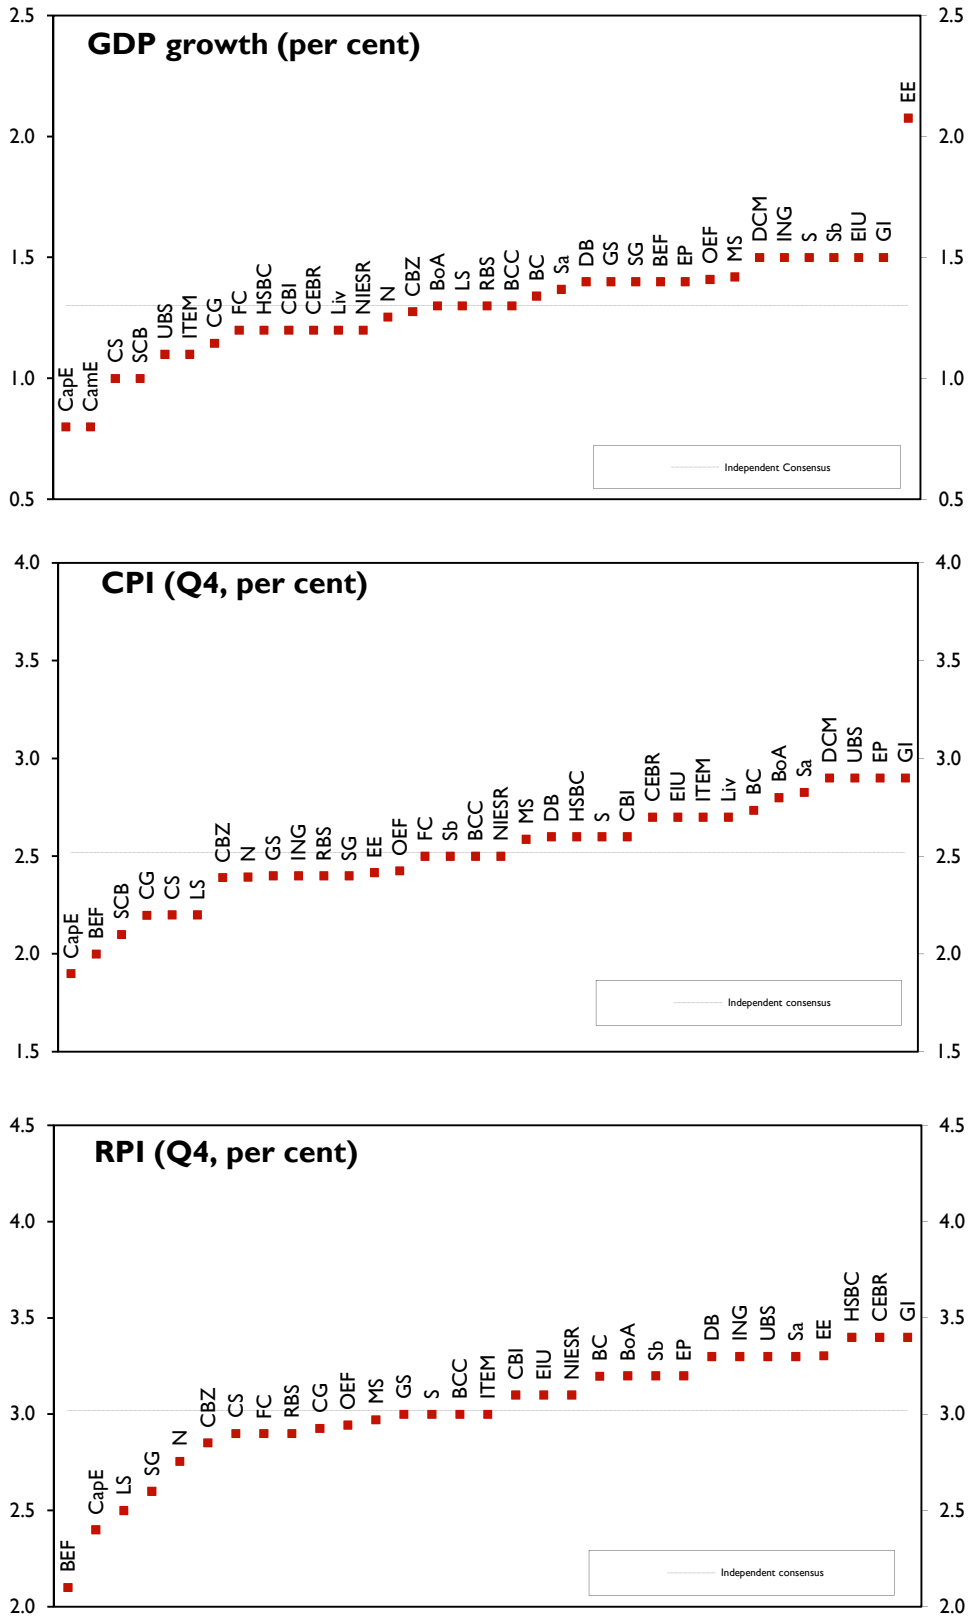 GDP growth (per cent)
2.5 2.5
2.0 2.0
1.5 1.5
1.0 1.0
0.5 0.5
CapE CamE CS SCB UBS ITEM CG FC HSBC CBI CEBR Liv NIESR N CBZ BoA LS RBS BCC BC Sa DB GS SG BEF EP OEF MS DCM ING S Sb EIU GI EE
Independent Consensus
CPI (Q4, per cent)
4.0 4.0
3.5 3.5
3.0 3.0
2.5 2.5
2.0 2.0
1.5 1.5
CapE BEF SCB CG CS LS CBZ N GS ING RBS SG EE OEF FC Sb BCC NIESR MS DB HSBC S CBI CEBR EIU ITEM Liv BC BoA Sa DCM UBS EP GI
Independent consensus
RPI (Q4, per cent)
4.5 4.5
4.0 4.0
3.5 3.5
3.0 3.0
2.5 2.5
2.0 2.0
BEF CapE LS SG N CBZ CS FC RBS CG OEF MS GS S BCC ITEM CBI EIU NIESR BC BoA Sb EP DB ING UBS Sa EE HSBC CEBR GI
Independent consensus